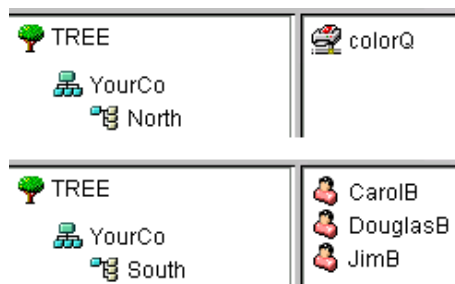 TREE
colorQ
YourCo
North
TREE
CarolB
YourCo
DouglasB
South
JimB